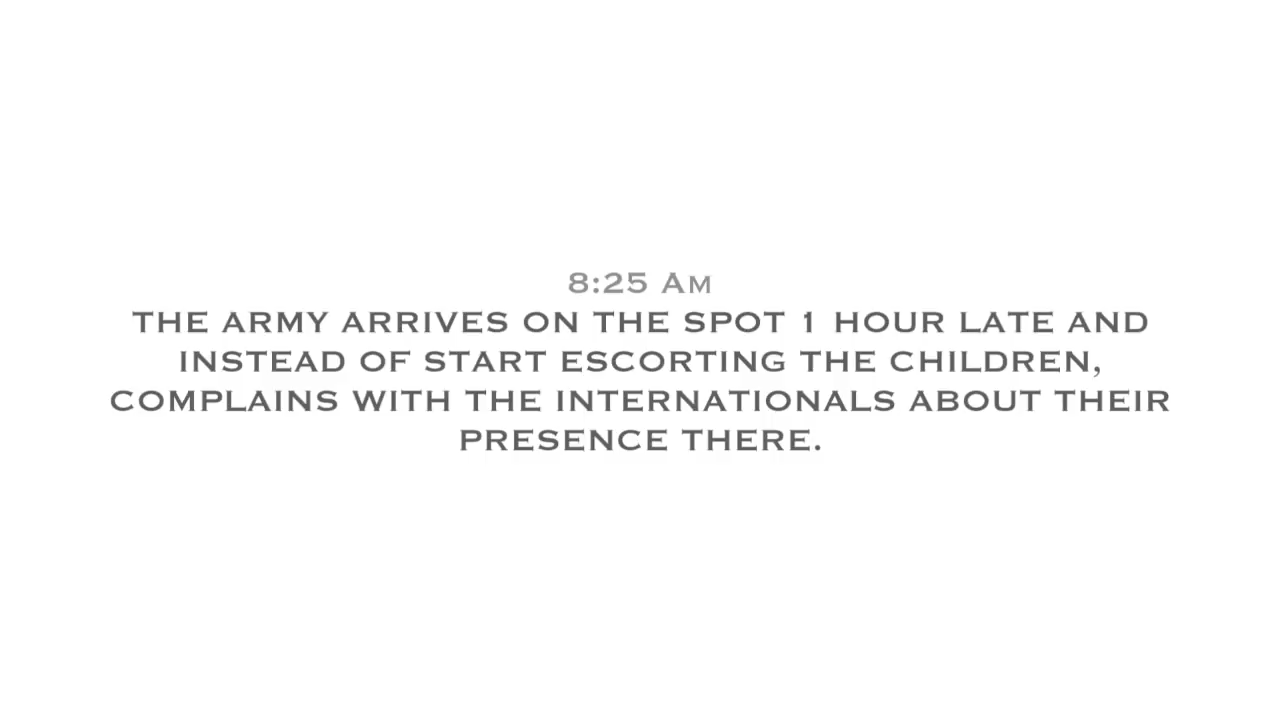 8:25 AM
THE ARMY ARRIVES ON THE SPOT 1 HOUR LATE AND
INSTEAD OF START ESCORTING THE CHILDREN,
COMPLAINS WITH THE INTERNATIONALS ABOUT THEIR
PRESENCE THERE.